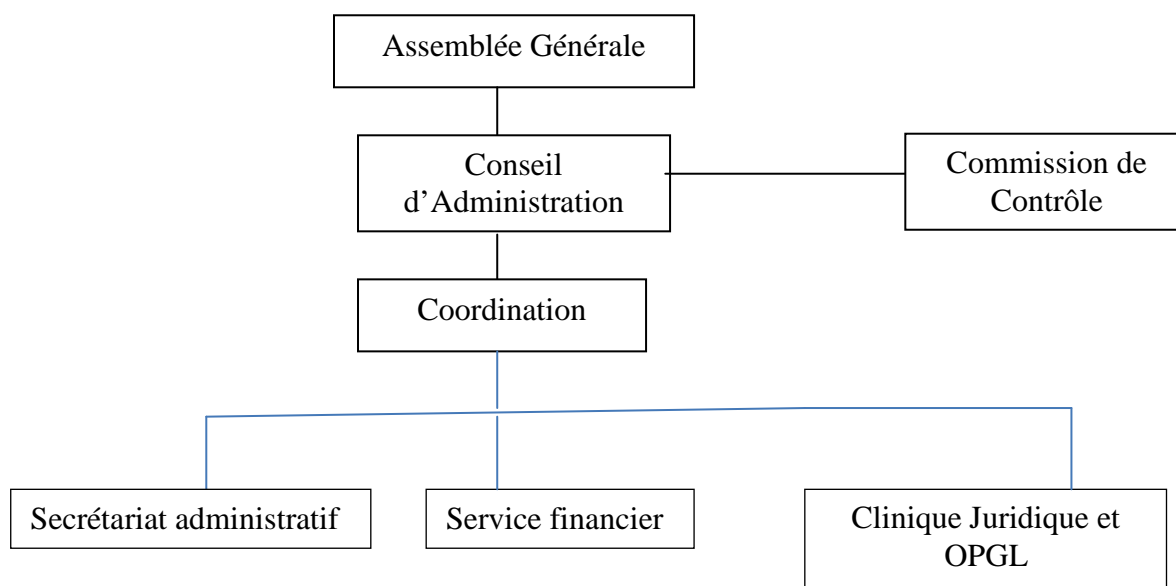 Assemblée Générale
Conseil
d’Administration
Commission de
Contrôle
Coordination
Secrétariat administratif
Service financier
Clinique Juridique et
OPGL